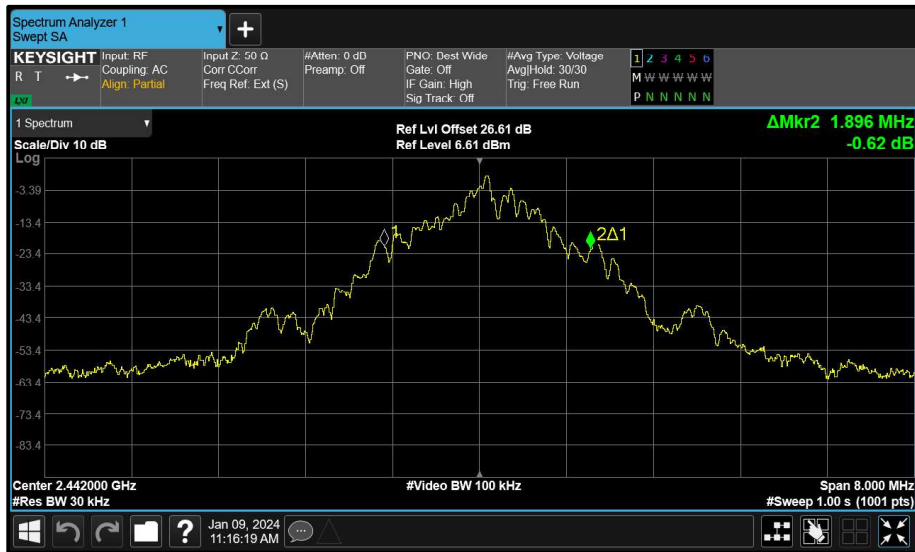 Spectrum Analyzer 1
Swept SA
+
KEYSIGHT
R T
LXI
Input: RF
Coupling: AC
Align: Partial
Input Z: 50 Ω
Corr CCorr
Freq Ref: Ext (S)
#Atten: 0 dB
Preamp: Off
PNO: Best Wide
Gate: Off
IF Gain: High
Sig Track: Off
#Avg Type: Voltage
Avg|Hold: 30/30
Trig: Free Run
1 2 3 4 5 6
M W W W W W
P N N N N N
1 Spectrum
Scale/Div 10 dB
Log
Ref Lvl Offset 26.61 dB
Ref Level 6.61 dBm
ΔMkr2 1.896 MHz
-0.62 dB
-3.39
-13.4
-23.4
-33.4
-43.4
-53.4
-63.4
-73.4
-83.4
1
2Δ1
Center 2.442000 GHz
#Res BW 30 kHz
#Video BW 100 kHz
Span 8.000 MHz
#Sweep 1.00 s (1001 pts)
?
Jan 09, 2024
11:16:19 AM